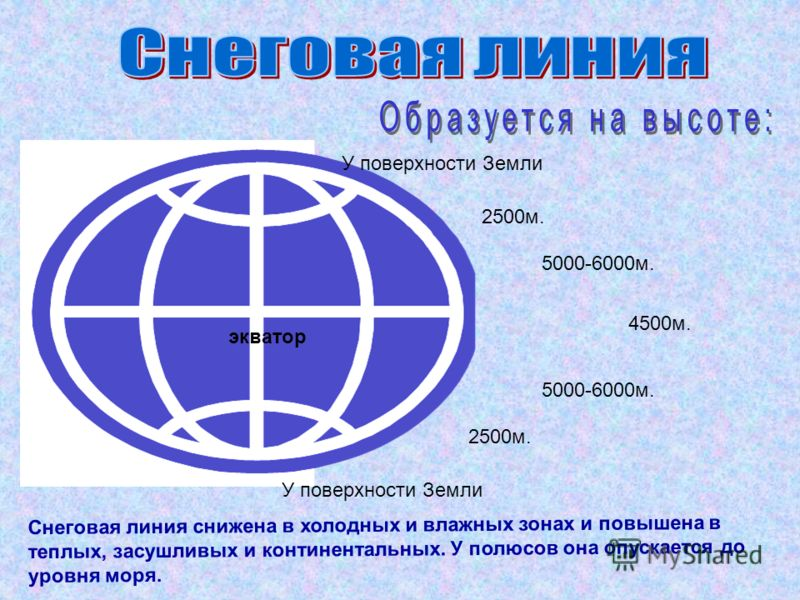 Снеговая линия
Образуется на высоте:
У поверхности Земли
2500м.
5000-6000м.
4500м.
экватор
5000-6000м.
2500м.
У поверхности Земли
Снеговая линия снижена в холодных и влажных зонах и повышена в
теплых, засушливых и континентальных. У полюсов она опускается до
уровня моря.
MyShared